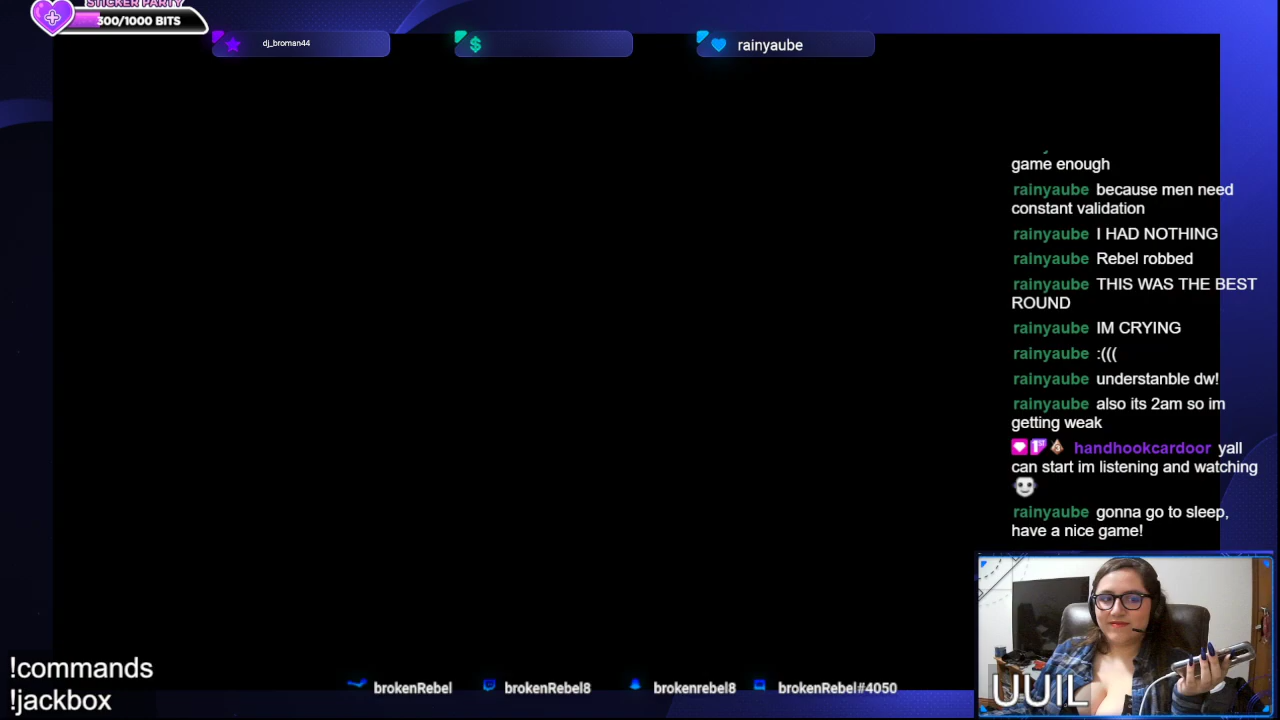 STICKER PARTY
300/1000 BITS
dj_broman44
$
rainyaube
game enough
rainyaube because men need
constant validation
rainyaube I HAD NOTHING
rainyaube Rebel robbed
rainyaube THIS WAS THE BEST
ROUND
rainyaube IM CRYING
rainyaube :(((
rainyaube understanble dw!
rainyaube also its 2am so im
getting weak
1ST handhookcardoor yall
can start im listening and watching
rainyaube gonna go to sleep,
have a nice game!
UUIL
!commands
!jackbox
brokenRebel
brokenRebel8
brokenrebel8
brokenRebel#4050